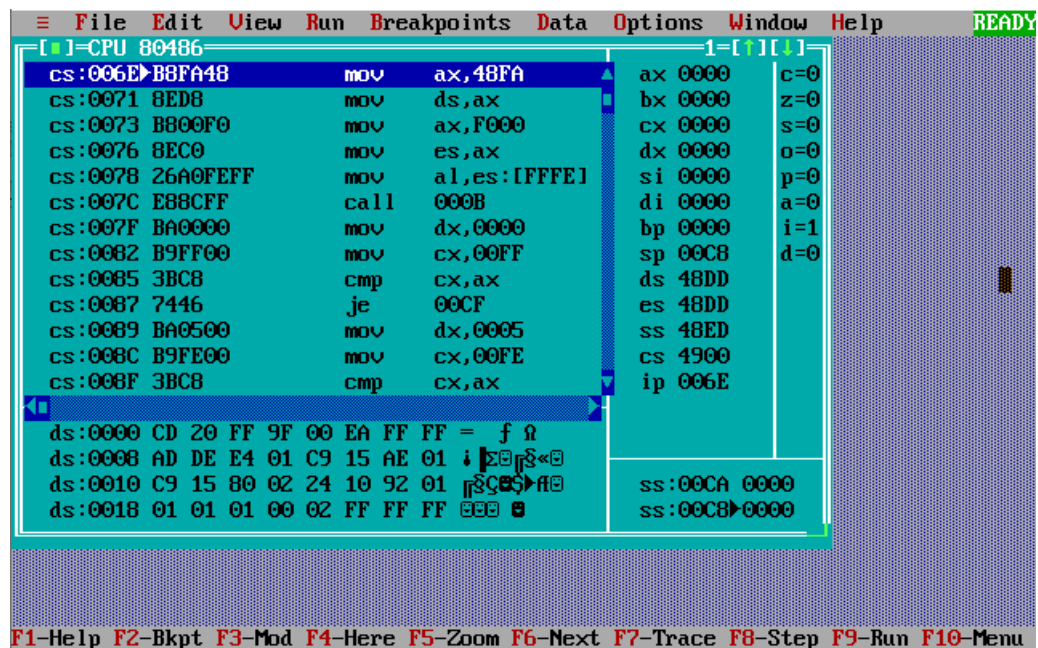 ≡ File Edit View Run Breakpoints Data Options Window Help READY
[■]=CPU 80486 1=[↑][↓]
cs:006E►B8FA48 mov ax,48FA ax 0000 c=0
cs:0071 8ED8 mov ds,ax bx 0000 z=0
cs:0073 B800F0 mov ax,F000 cx 0000 s=0
cs:0076 8EC0 mov es,ax dx 0000 o=0
cs:0078 26A0FEFF mov al,es:[FFFE] si 0000 p=0
cs:007C E88CFF call 000B di 0000 a=0
cs:007F BA0000 mov dx,0000 bp 0000 i=1
cs:0082 B9FF00 mov cx,00FF sp 00C8 d=0
cs:0085 3BC8 cmp cx,ax ds 48DD
cs:0087 7446 je 00CF es 48DD
cs:0089 BA0500 mov dx,0005 ss 48ED
cs:008C B9FE00 mov cx,00FE cs 4900
cs:008F 3BC8 cmp cx,ax ip 006E
ds:0000 CD 20 FF 9F 00 EA FF FF = ƒ Ω
ds:0008 AD DE E4 01 C9 15 AE 01 ¡▐Σ☺╔§«☺
ds:0010 C9 15 80 02 24 10 92 01 ╔§Ç☻$►Æ☺ ss:00CA 0000
ds:0018 01 01 01 00 02 FF FF FF ☺☺☺ ☻ ss:00C8►0000
F1-Help F2-Bkpt F3-Mod F4-Here F5-Zoom F6-Next F7-Trace F8-Step F9-Run F10-Menu